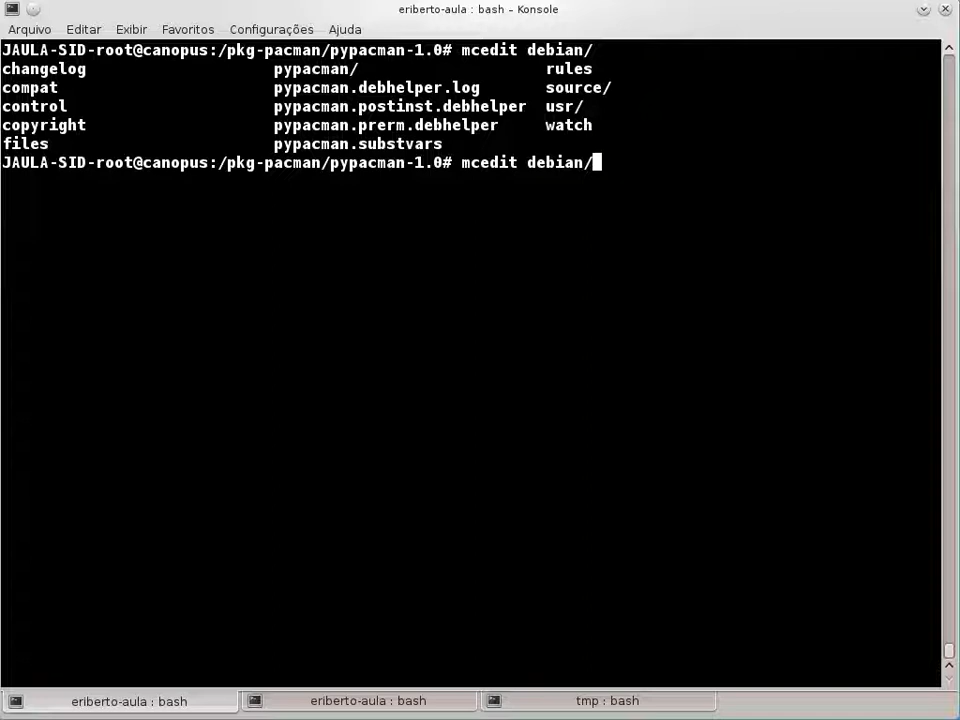 eriberto-aula : bash – Konsole
Arquivo Editar Exibir Favoritos Configurações Ajuda
JAULA-SID-root@canopus:/pkg-pacman/pypacman-1.0# mcedit debian/
changelog pypacman/ rules
compat pypacman.debhelper.log source/
control pypacman.postinst.debhelper usr/
copyright pypacman.prerm.debhelper watch
files pypacman.substvars
JAULA-SID-root@canopus:/pkg-pacman/pypacman-1.0# mcedit debian/
eriberto-aula : bash eriberto-aula : bash tmp : bash